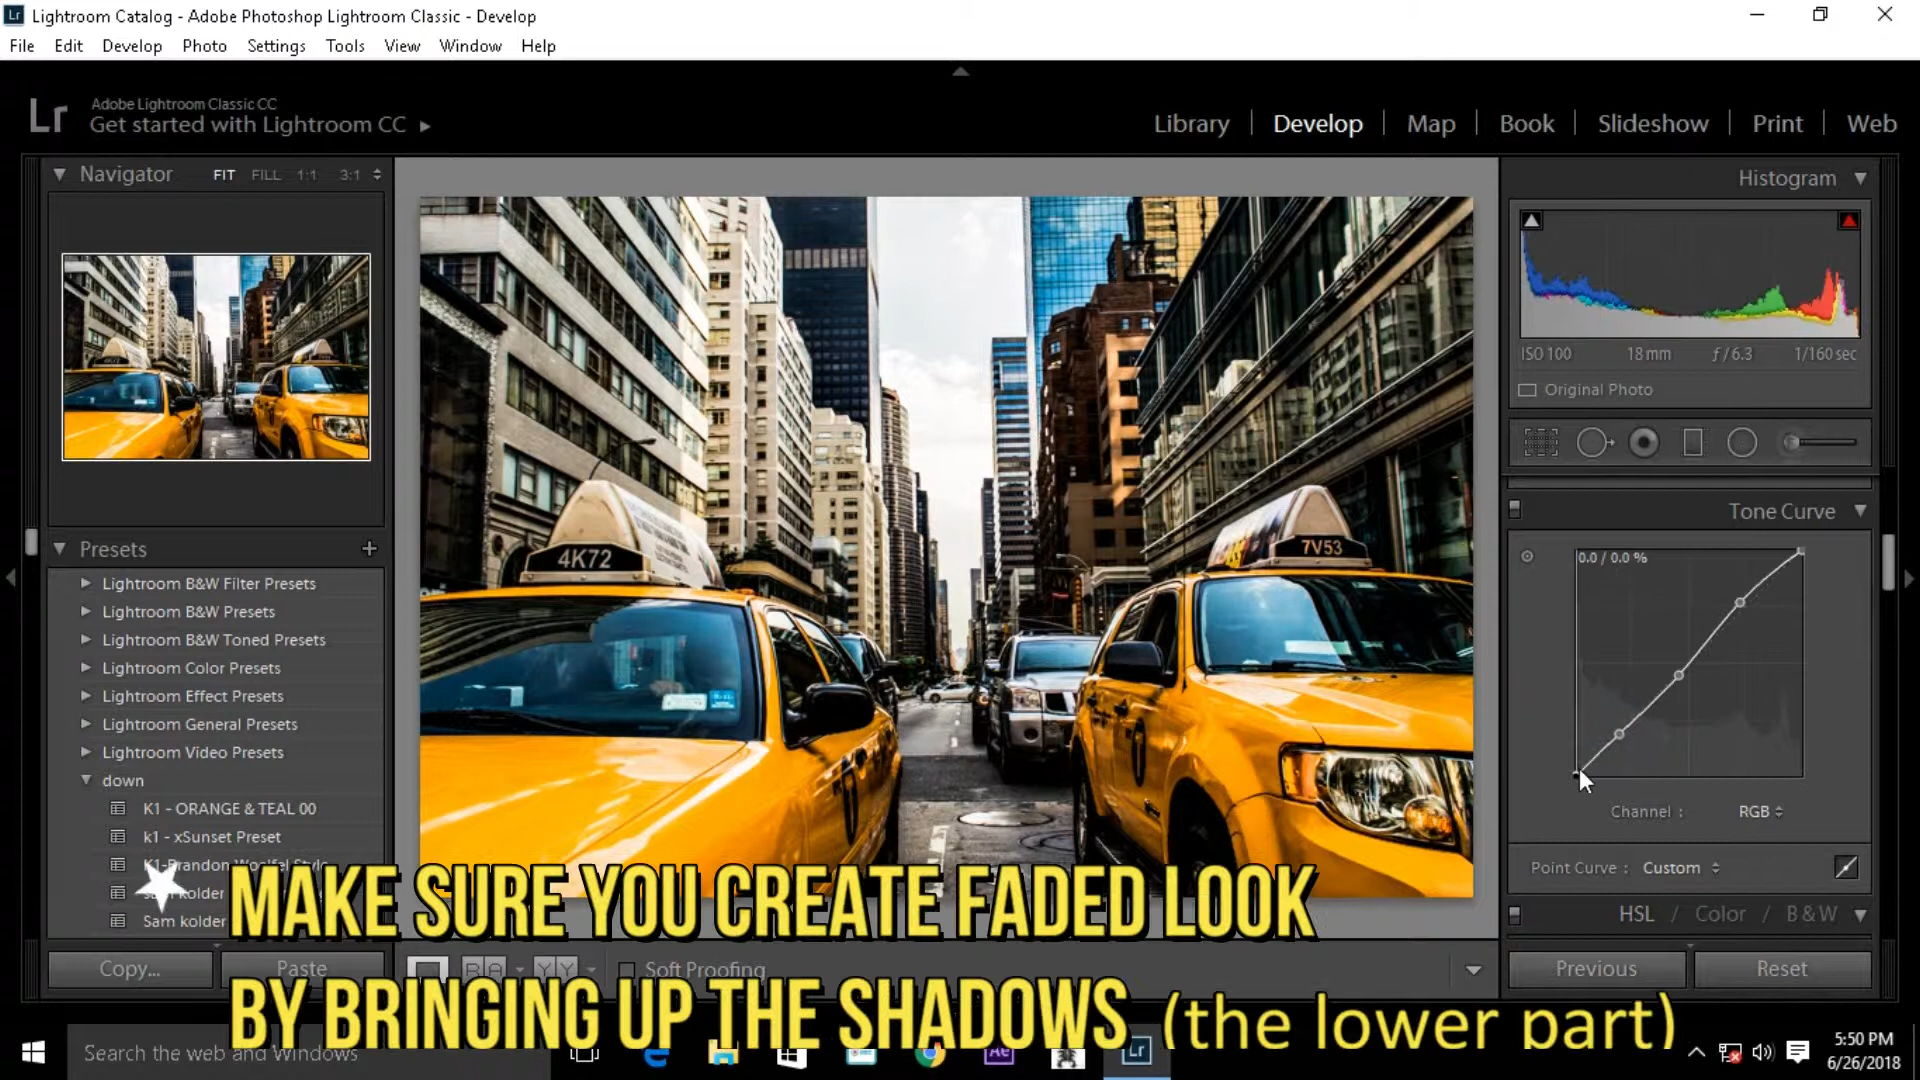 Lr Lightroom Catalog - Adobe Photoshop Lightroom Classic - Develop
File Edit Develop Photo Settings Tools View Window Help
Lr Adobe Lightroom Classic CC
Get started with Lightroom CC
Library Develop Map Book Slideshow Print Web
Navigator FIT FILL 1:1 3:1
Histogram
ISO 100 18 mm ƒ / 6.3 1/160 sec
Original Photo
Tone Curve
0.0 / 0.0 %
Channel : RGB
Point Curve : Custom
HSL / Color / B & W
Previous Reset
Presets +
Lightroom B&W Filter Presets
Lightroom B&W Presets
Lightroom B&W Toned Presets
Lightroom Color Presets
Lightroom Effect Presets
Lightroom General Presets
Lightroom Video Presets
down
K1 - ORANGE & TEAL 00
k1 - xSunset Preset
kolder
Sam kolder
Copy... Paste
R A Y Y Soft Proofing
4K72
7V53
MAKE SURE YOU CREATE FADED LOOK
BY BRINGING UP THE SHADOWS (the lower part)
Search the web and Windows
Ae Lr
5:50 PM
6/26/2018